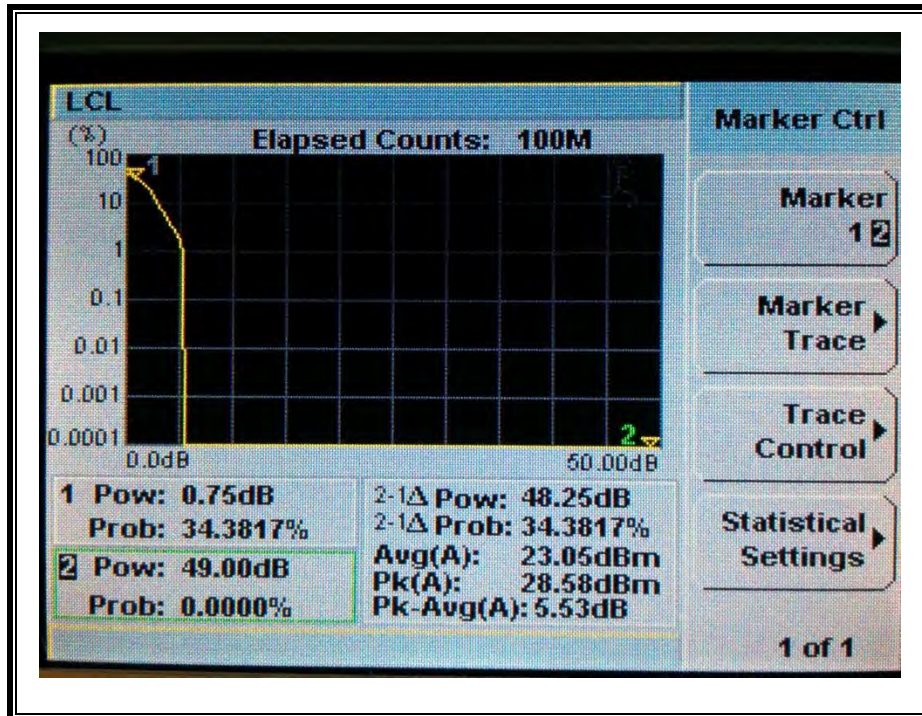 LCL
(%)
Elapsed Counts: 100M
100
1
10
1
0.1
0.01
0.001
0.0001
2
0.0dB
50.00dB
1 Pow: 0.75dB
Prob: 34.3817%
2 Pow: 49.00dB
Prob: 0.0000%
2-1Δ Pow: 48.25dB
2-1Δ Prob: 34.3817%
Avg(A): 23.05dBm
Pk(A): 28.58dBm
Pk-Avg(A): 5.53dB
Marker Ctrl
Marker
1 2
Marker
Trace
Trace
Control
Statistical
Settings
1 of 1